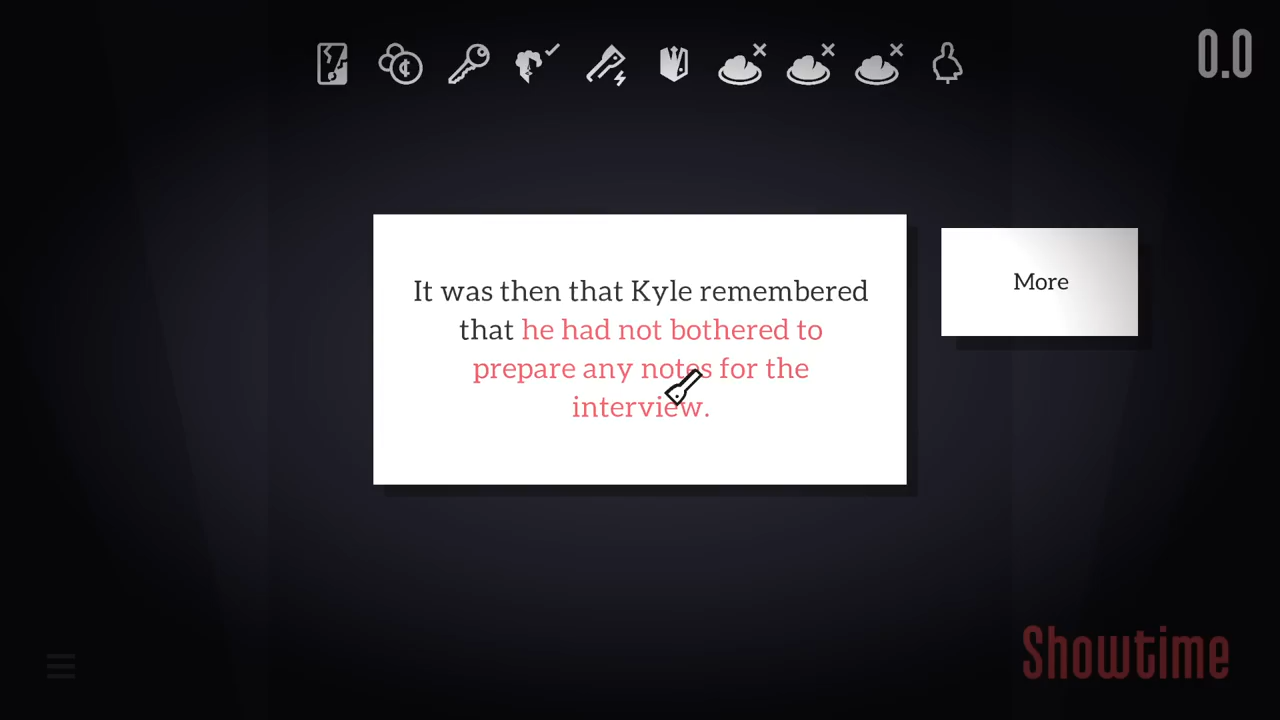 0.0
It was then that Kyle remembered
that he had not bothered to
prepare any notes for the
interview.
More
Showtime